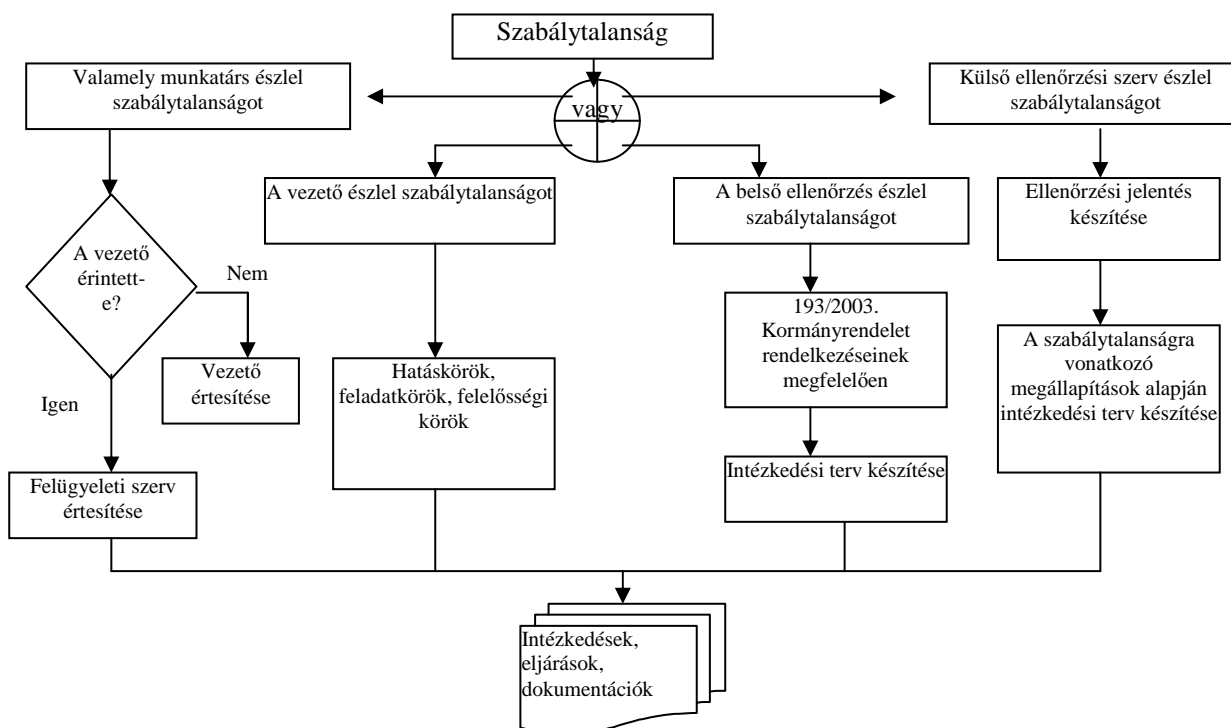 Szabálytalanság
Valamely munkatárs észlel
szabálytalanságot
vagy
Külső ellenőrzési szerv észlel
szabálytalanságot
A vezető észlel szabálytalanságot
A belső ellenőrzés észlel
szabálytalanságot
Ellenőrzési jelentés
készítése
A vezető
érintett-
e?
Nem
Igen
Vezető
értesítése
Hatáskörök,
feladatkörök, felelősségi
körök
193/2003.
Kormányrendelet
rendelkezéseinek
megfelelően
A szabálytalanságra
vonatkozó
megállapítások alapján
intézkedési terv készítése
Felügyeleti szerv
értesítése
Intézkedési terv készítése
Intézkedések,
eljárások,
dokumentációk